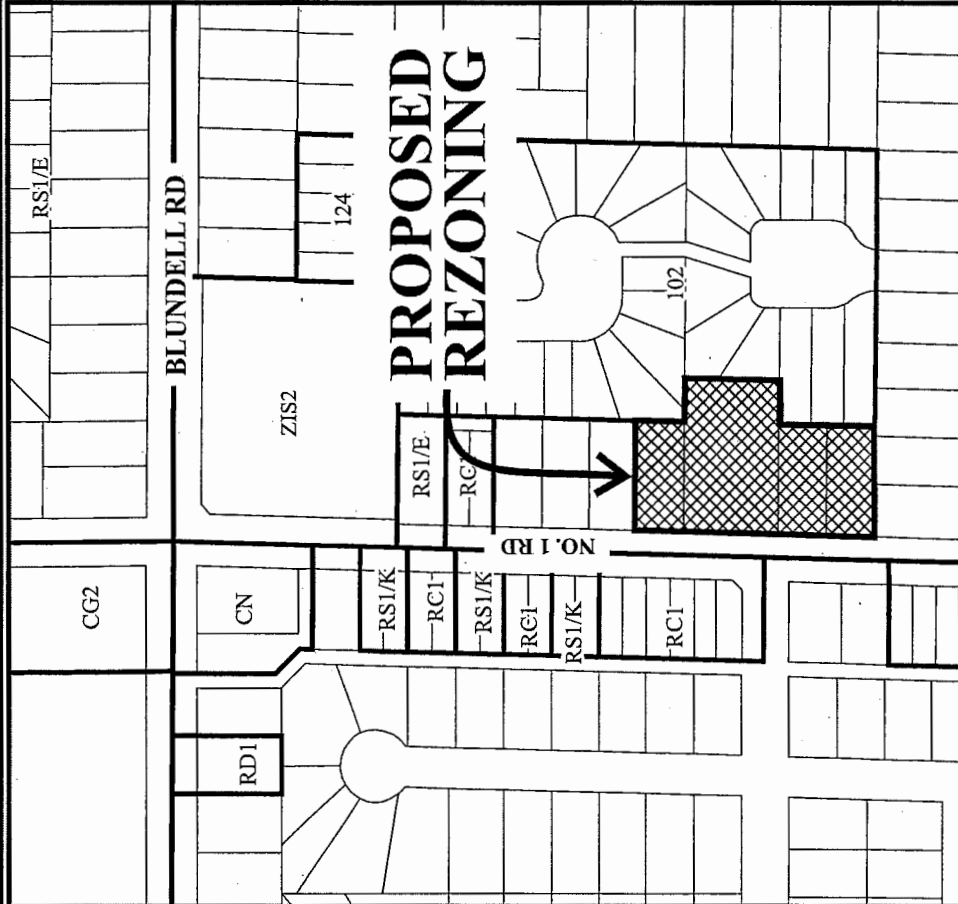 RS1/E
BLUNDELL RD
124
PROPOSED
REZONING
102
ZIS2
RS1/E
NO. 1 RD
CG2
CN
RS1/K
RC1
RS1/K
RC1
RS1/K
RC1
RD1